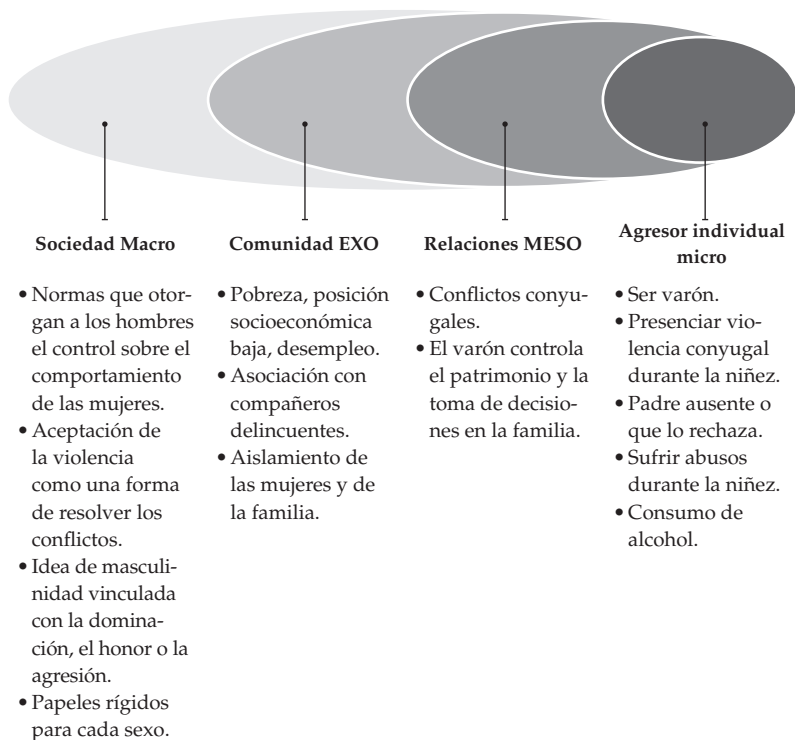 Sociedad Macro
• Normas que otor-
gan a los hombres
el control sobre el
comportamiento
de las mujeres.
• Aceptación de
la violencia
como una forma
de resolver los
conflictos.
• Idea de masculi-
nidad vinculada
con la domina-
ción, el honor o la
agresión.
• Papeles rígidos
para cada sexo.
Comunidad EXO
• Pobreza, posición
socioeconómica
baja, desempleo.
• Asociación con
compañeros
delincuentes.
• Aislamiento de
las mujeres y de
la familia.
Relaciones MESO
• Conflictos conyu-
gales.
• El varón controla
el patrimonio y la
toma de decisio-
nes en la familia.
Agresor individual
micro
• Ser varón.
• Presenciar vio-
lencia conyugal
durante la niñez.
• Padre ausente o
que lo rechaza.
• Sufrir abusos
durante la niñez.
• Consumo de
alcohol.